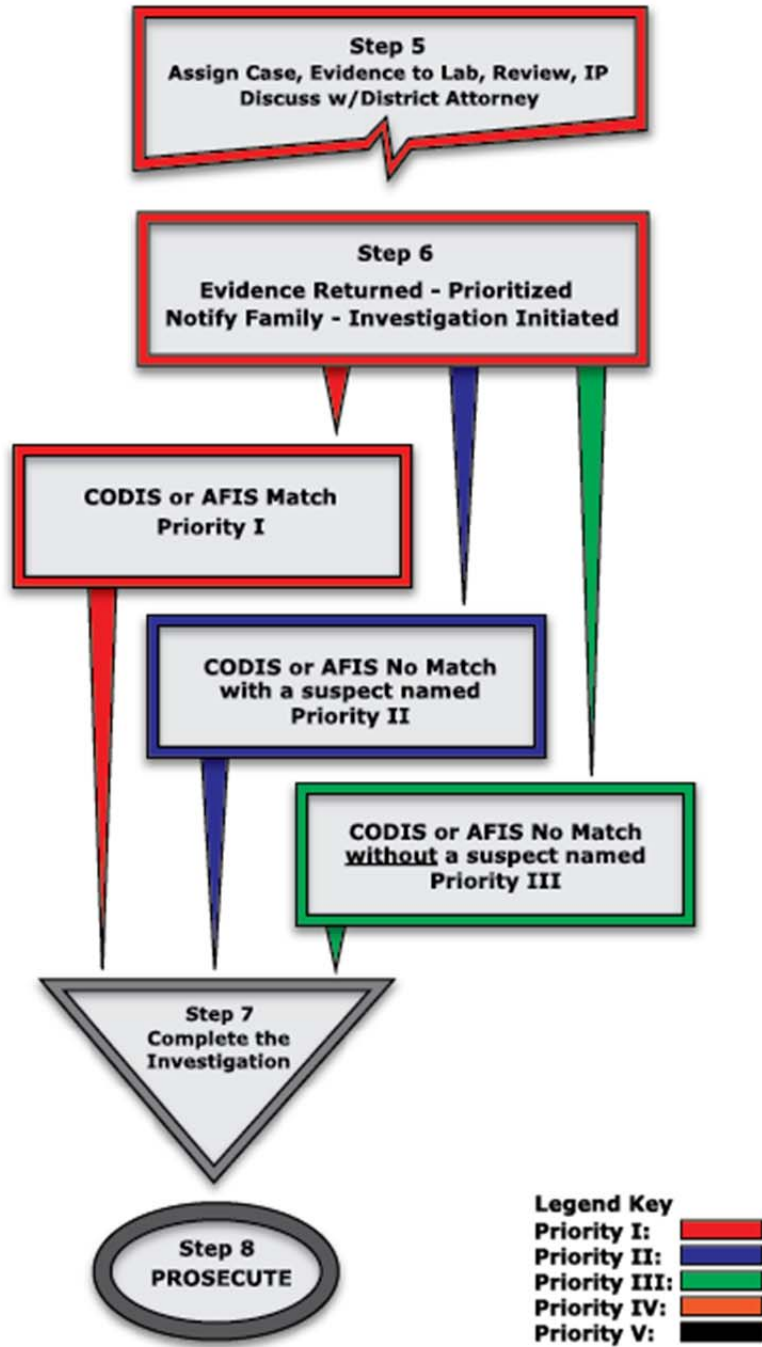 Step 5
Assign Case, Evidence to Lab, Review, IP
Discuss w/District Attorney
Step 6
Evidence Returned - Prioritized
Notify Family - Investigation Initiated
CODIS or AFIS Match
Priority I
CODIS or AFIS No Match
with a suspect named
Priority II
CODIS or AFIS No Match
without a suspect named
Priority III
Step 7
Complete the
Investigation
Step 8
PROSECUTE
Legend Key
Priority I:
Priority II:
Priority III:
Priority IV:
Priority V: